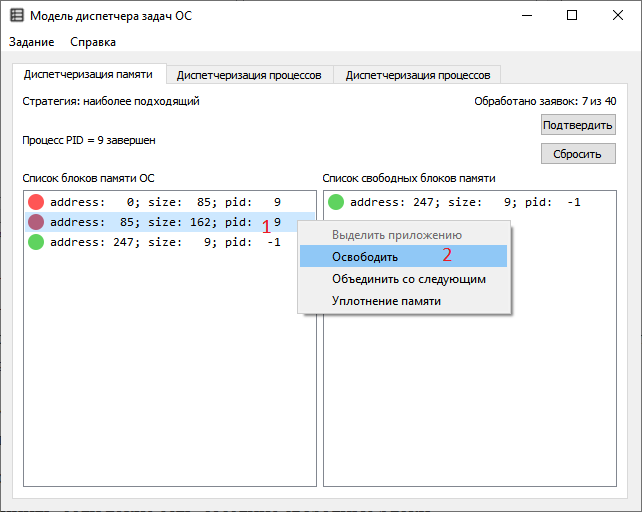 Модель диспетчера задач ОС
Задание Справка
Диспетчеризация памяти Диспетчеризация процессов Диспетчеризация процессов
Стратегия: наиболее подходящий Обработано заявок: 7 из 40
Подтвердить
Процесс PID = 9 завершен
Сбросить
Список блоков памяти ОС Список свободных блоков памяти
address:   0; size:  85; pid:   9 address: 247; size:   9; pid:  -1
address:  85; size: 162; pid:   9
1
address: 247; size:   9; pid:  -1
Выделить приложению
Освободить 2
Объединить со следующим
Уплотнение памяти